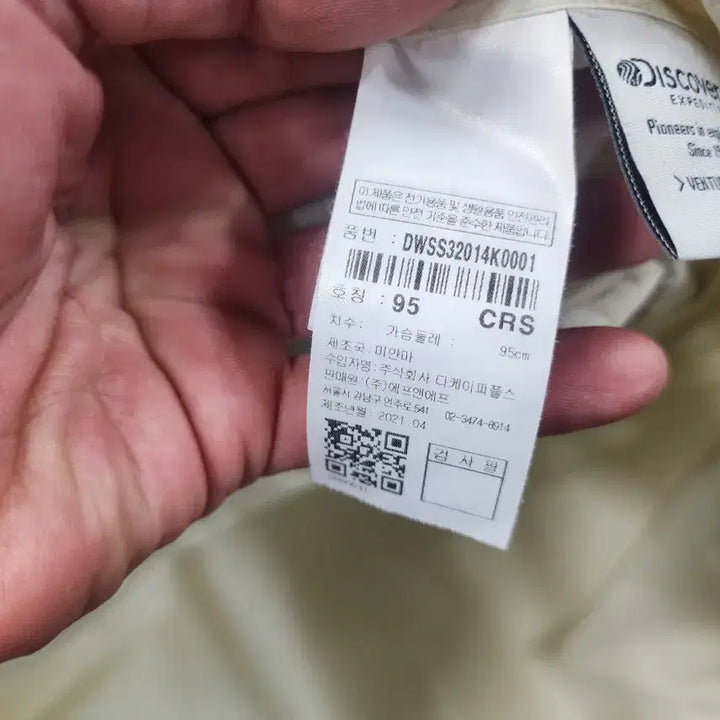 이 제품은 전기용품 및 생활용품 안전관리
법에 따른 안전 기준을 준수한 제품입니다.
품번 : DWSS32014K0001
호칭 : 95 CRS
치수 : 가슴둘레 : 95cm
제조국 : 미얀마
수입자명 : 주식회사 디케이피플스
판매원 (주)에프앤에프
서울시 강남구 언주로 541 02-3474-8914
제조년월 : 2021 04
검 사 필
DISCOVE
EXPEDIT
Pioneers in
Since 19